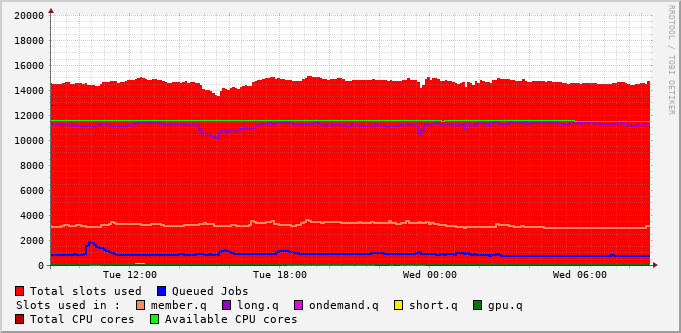 20000
18000
16000
14000
12000
10000
8000
6000
4000
2000
0
Tue 12:00 Tue 18:00 Wed 00:00 Wed 06:00
RRDTOOL / TOBI OETIKER
Total slots used Queued Jobs
Slots used in : member.q long.q ondemand.q short.q gpu.q
Total CPU cores Available CPU cores